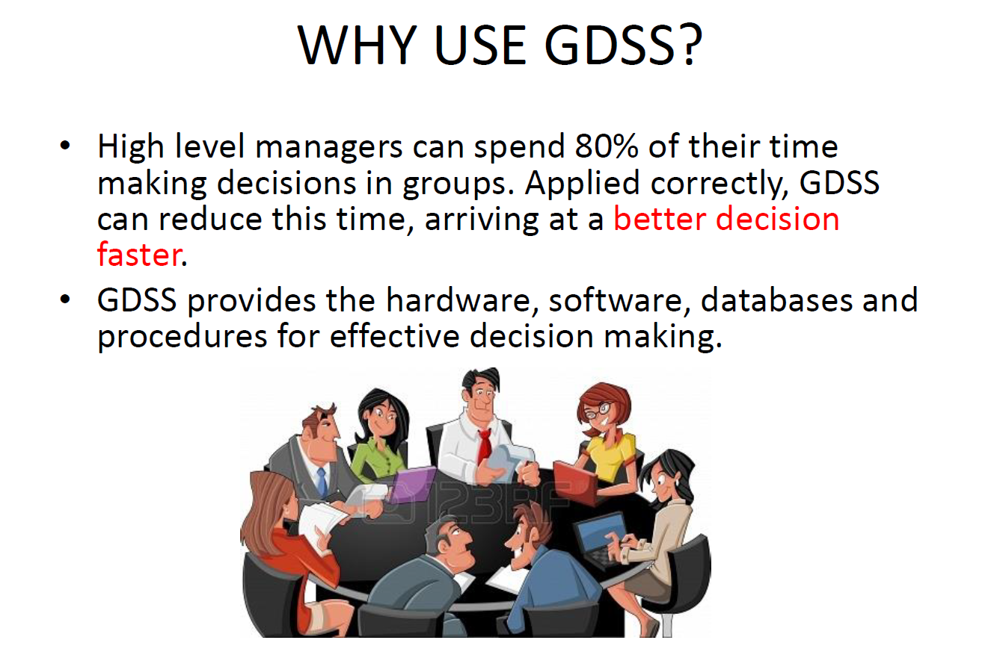 WHY USE GDSS?
• High level managers can spend 80% of their time
making decisions in groups. Applied correctly, GDSS
can reduce this time, arriving at a better decision
faster.
• GDSS provides the hardware, software, databases and
procedures for effective decision making.
123RF